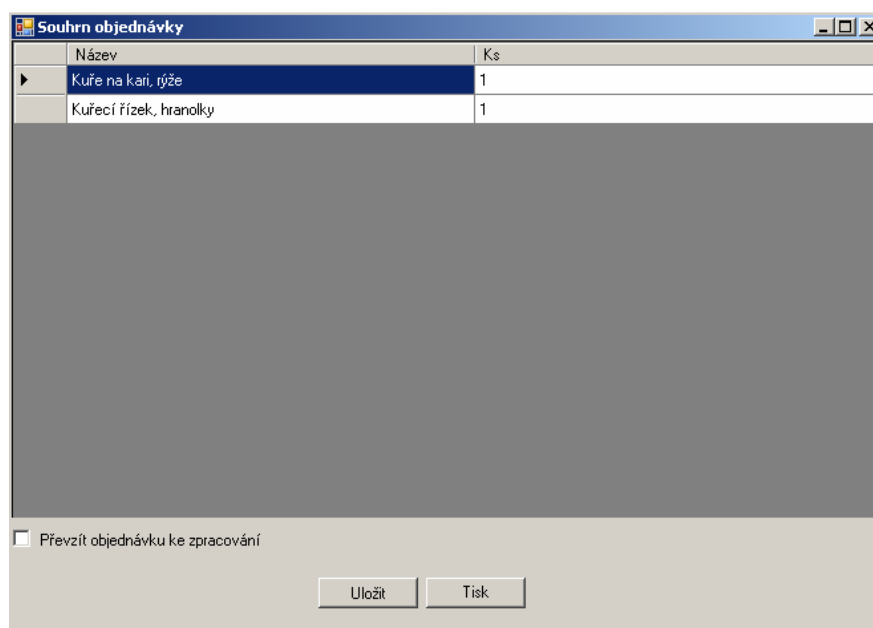 Souhrn objednávky
Název Ks
Kuře na kari, rýže 1
Kuřecí řízek, hranolky 1
Převzít objednávku ke zpracování
Uložit Tisk